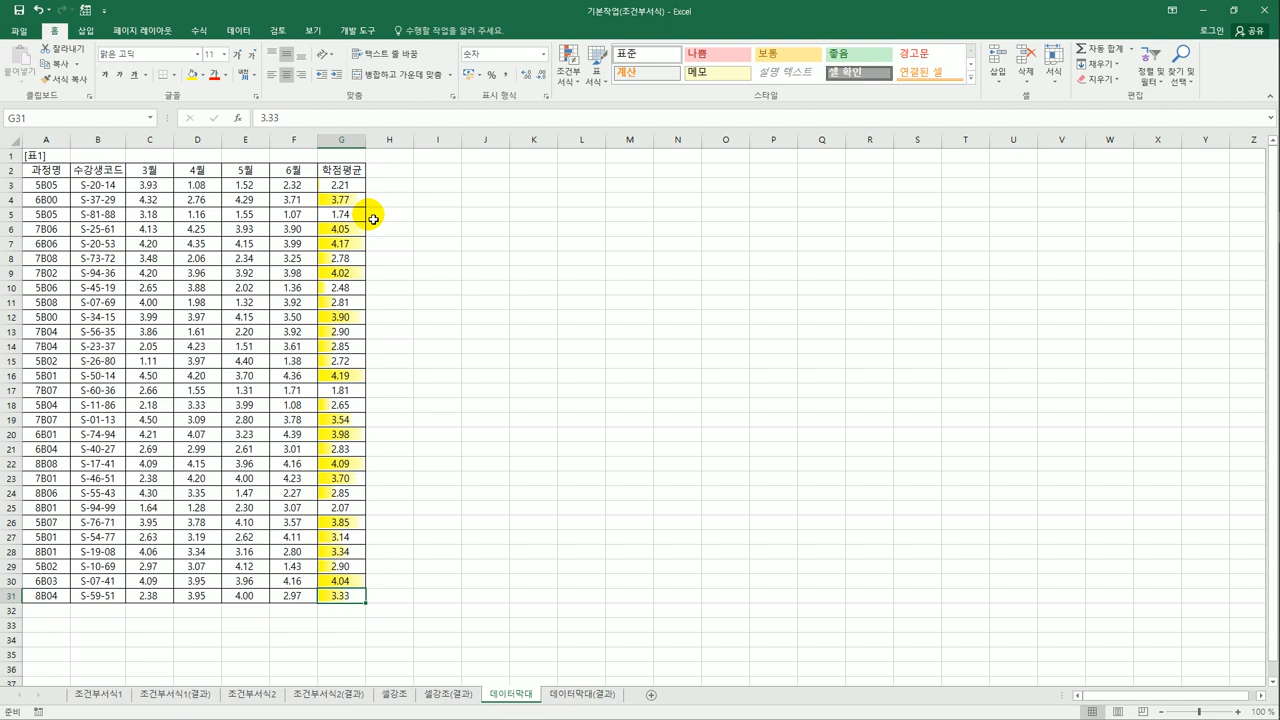 기본작업(조건부서식) - Excel
파일 홈 삽입 페이지 레이아웃 수식 데이터 검토 보기 개발 도구 수행할 작업을 알려 주세요. 로그인 공유
붙여넣기 잘라내기 복사 서식 복사 클립보드
맑은 고딕 11 가 가 가 가 가 글꼴
텍스트 줄 바꿈 병합하고 가운데 맞춤 맞춤
숫자 % , 표시 형식
조건부 서식 표 서식 표준 나쁨 보통 좋음 경고문
계산 메모 설명 텍스트 셀 확인 연결된 셀 스타일
삽입 삭제 서식 셀
자동 합계 채우기 지우기 정렬 및 필터 찾기 및 선택 편집
G31 fx 3.33
A B C D E F G H I J K L M N O P Q R S T U V W X Y Z
1 [표1]
2 과정명 수강생코드 3월 4월 5월 6월 학점평균
3 5B05 S-20-14 3.93 1.08 1.52 2.32 2.21
4 6B00 S-37-29 4.32 2.76 4.29 3.71 3.77
5 5B05 S-81-88 3.18 1.16 1.55 1.07 1.74
6 7B06 S-25-61 4.13 4.25 3.93 3.90 4.05
7 6B06 S-20-53 4.20 4.35 4.15 3.99 4.17
8 7B08 S-73-72 3.48 2.06 2.34 3.25 2.78
9 7B02 S-94-36 4.20 3.96 3.92 3.98 4.02
10 5B06 S-45-19 2.65 3.88 2.02 1.36 2.48
11 5B08 S-07-69 4.00 1.98 1.32 3.92 2.81
12 5B00 S-34-15 3.99 3.97 4.15 3.50 3.90
13 7B04 S-56-35 3.86 1.61 2.20 3.92 2.90
14 7B04 S-23-37 2.05 4.23 1.51 3.61 2.85
15 5B02 S-26-80 1.11 3.97 4.40 1.38 2.72
16 5B01 S-50-14 4.50 4.20 3.70 4.36 4.19
17 7B07 S-60-36 2.66 1.55 1.31 1.71 1.81
18 5B04 S-11-86 2.18 3.33 3.99 1.08 2.65
19 7B07 S-01-13 4.50 3.09 2.80 3.78 3.54
20 6B01 S-74-94 4.21 4.07 3.23 4.39 3.98
21 6B04 S-40-27 2.69 2.99 2.61 3.01 2.83
22 8B08 S-17-41 4.09 4.15 3.96 4.16 4.09
23 7B01 S-46-51 2.38 4.20 4.00 4.23 3.70
24 8B06 S-55-43 4.30 3.35 1.47 2.27 2.85
25 8B01 S-94-99 1.64 1.28 2.30 3.07 2.07
26 5B07 S-76-71 3.95 3.78 4.10 3.57 3.85
27 5B01 S-54-77 2.63 3.19 2.62 4.11 3.14
28 8B01 S-19-08 4.06 3.34 3.16 2.80 3.34
29 5B02 S-10-69 2.97 3.07 4.12 1.43 2.90
30 6B03 S-07-41 4.09 3.95 3.96 4.16 4.04
31 8B04 S-59-51 2.38 3.95 4.00 2.97 3.33
32
33
34
35
36
37
조건부서식1 조건부서식1(결과) 조건부서식2 조건부서식2(결과) 셀강조 셀강조(결과) 데이터막대 데이터막대(결과)
준비 100 %